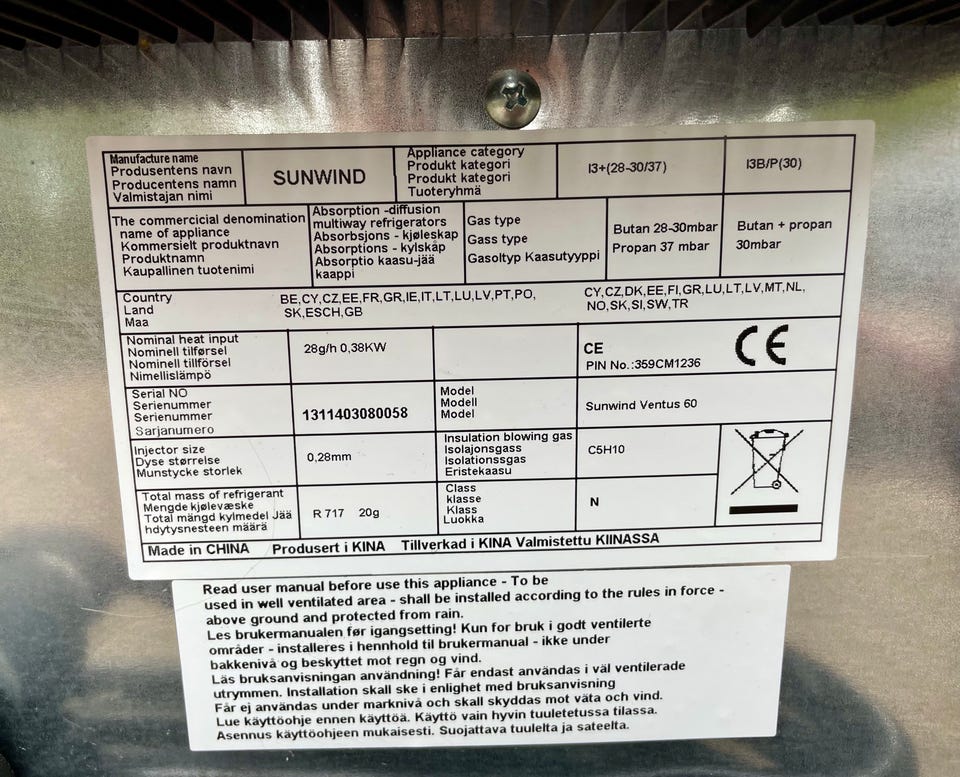 Manufacture name
Produsentens navn
Producentens namn
Valmistajan nimi
SUNWIND
Appliance category
Produkt kategori
Produkt kategori
Tuoteryhmä
I3+(28-30/37)
I3B/P(30)
The commercicial denomination
name of appliance
Kommersielt produktnavn
Produktnamn
Kaupallinen tuotenimi
Absorption -diffusion
multiway refrigerators
Absorbsjons - kjøleskap
Absorptions - kylskåp
Absorptio kaasu-jää
kaappi
Gas type
Gass type
Gasoltyp Kaasutyyppi
Butan 28-30mbar
Propan 37 mbar
Butan + propan
30mbar
Country
Land
Maa
BE,CY,CZ,EE,FR,GR,IE,IT,LT,LU,LV,PT,PO,
SK,ESCH,GB
CY,CZ,DK,EE,FI,GR,LU,LT,LV,MT,NL,
NO,SK,SI,SW,TR
Nominal heat input
Nominell tilførsel
Nominell tillförsel
Nimellislämpö
28g/h 0,38KW
CE
PIN No.:359CM1236
CE
Serial NO
Serienummer
Serienummer
Sarjanumero
1311403080058
Model
Modell
Model
Sunwind Ventus 60
Injector size
Dyse størrelse
Munstycke storlek
0,28mm
Insulation blowing gas
Isolajonsgass
Isolationssgas
Eristekaasu
C5H10
Total mass of refrigerant
Mengde kjølevæske
Total mängd kylmedel Jää
hdytysnesteen määrä
R 717 20g
Class
klasse
Klass
Luokka
N
Made in CHINA Produsert i KINA Tillverkad i KINA Valmistettu KIINASSA
Read user manual before use this appliance - To be
used in well ventilated area - shall be installed according to the rules in force -
above ground and protected from rain.
Les brukermanualen før igangsetting! Kun for bruk i godt ventilerte
områder - installeres i hennhold til brukermanual - ikke under
bakkenivå og beskyttet mot regn og vind.
Läs bruksanvisningan användning! Får endast användas i väl ventilerade
utrymmen. Installation skall ske i enlighet med bruksanvisning
Får ej användas under marknivå och skall skyddas mot väta och vind.
Lue käyttöohje ennen käyttöä. Käyttö vain hyvin tuuletetussa tilassa.
Asennus käyttöohjeen mukaisesti. Suojattava tuulelta ja sateelta.